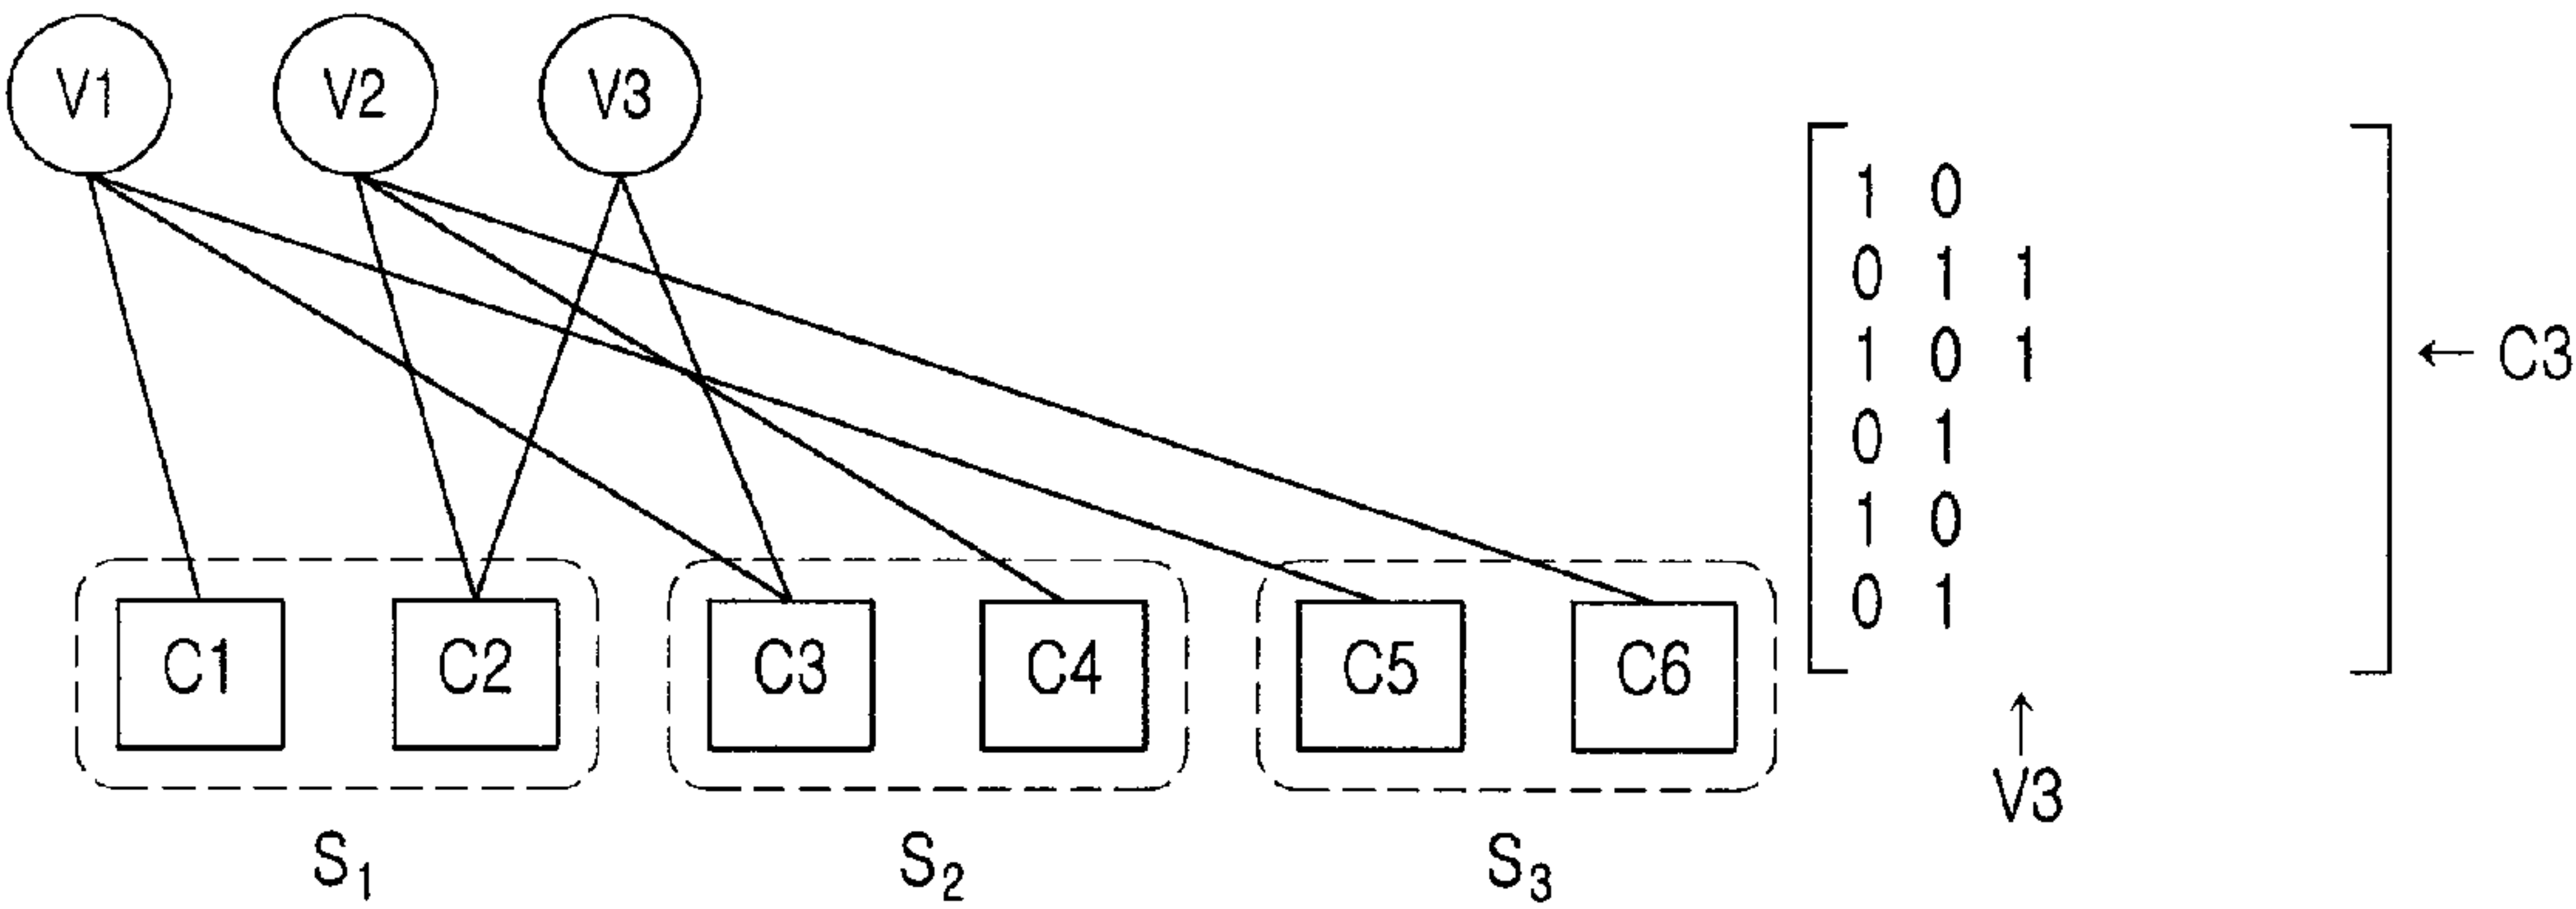 V1 V2 V3
1 0
0 1 1
1 0 1 ← C3
0 1
1 0
0 1
C1 C2 C3 C4 C5 C6
↑
V3
S₁ S₂ S₃